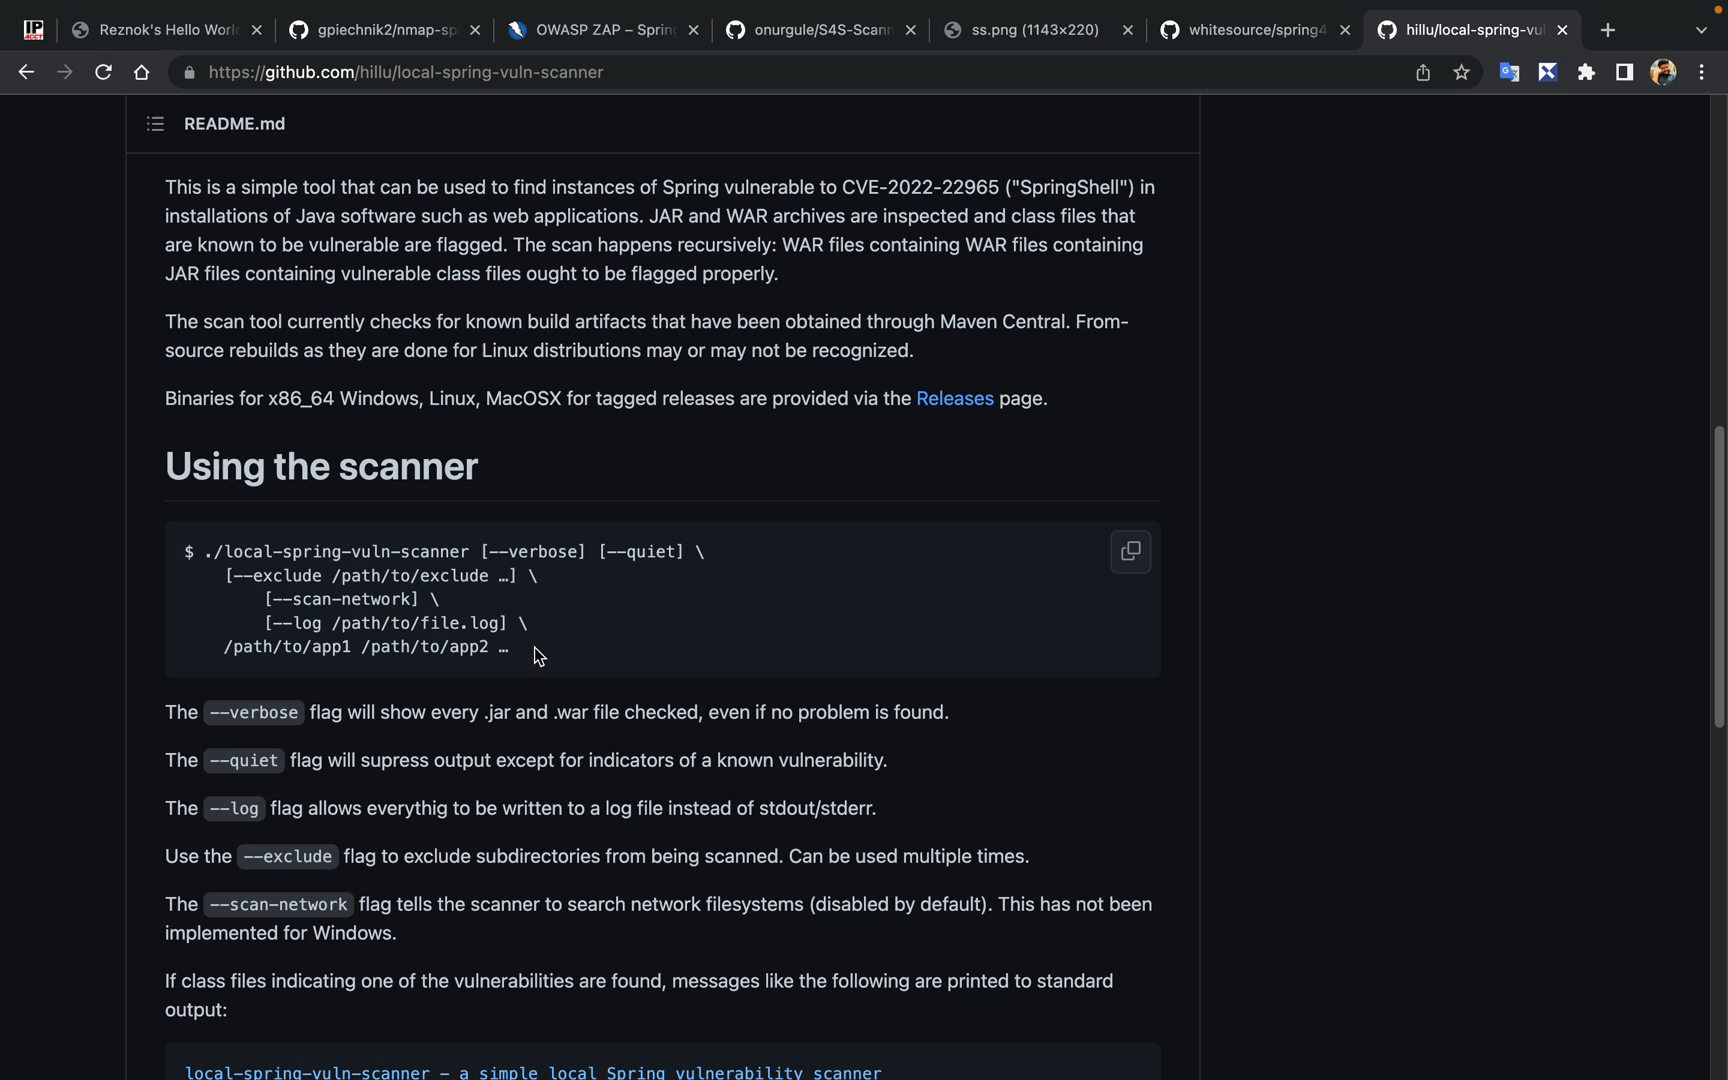 Reznok's Hello Worl
gpiechnik2/nmap-sp
OWASP ZAP – Spring
onurgule/S4S-Scann
ss.png (1143×220)
whitesource/spring4
hillu/local-spring-vul
https://github.com/hillu/local-spring-vuln-scanner
README.md
This is a simple tool that can be used to find instances of Spring vulnerable to CVE-2022-22965 ("SpringShell") in
installations of Java software such as web applications. JAR and WAR archives are inspected and class files that
are known to be vulnerable are flagged. The scan happens recursively: WAR files containing WAR files containing
JAR files containing vulnerable class files ought to be flagged properly.
The scan tool currently checks for known build artifacts that have been obtained through Maven Central. From-
source rebuilds as they are done for Linux distributions may or may not be recognized.
Binaries for x86_64 Windows, Linux, MacOSX for tagged releases are provided via the Releases page.
Using the scanner
$ ./local-spring-vuln-scanner [--verbose] [--quiet] \
[--exclude /path/to/exclude …] \
[--scan-network] \
[--log /path/to/file.log] \
/path/to/app1 /path/to/app2 …
The --verbose flag will show every .jar and .war file checked, even if no problem is found.
The --quiet flag will supress output except for indicators of a known vulnerability.
The --log flag allows everythig to be written to a log file instead of stdout/stderr.
Use the --exclude flag to exclude subdirectories from being scanned. Can be used multiple times.
The --scan-network flag tells the scanner to search network filesystems (disabled by default). This has not been
implemented for Windows.
If class files indicating one of the vulnerabilities are found, messages like the following are printed to standard
output:
local-spring-vuln-scanner – a simple local Spring vulnerability scanner